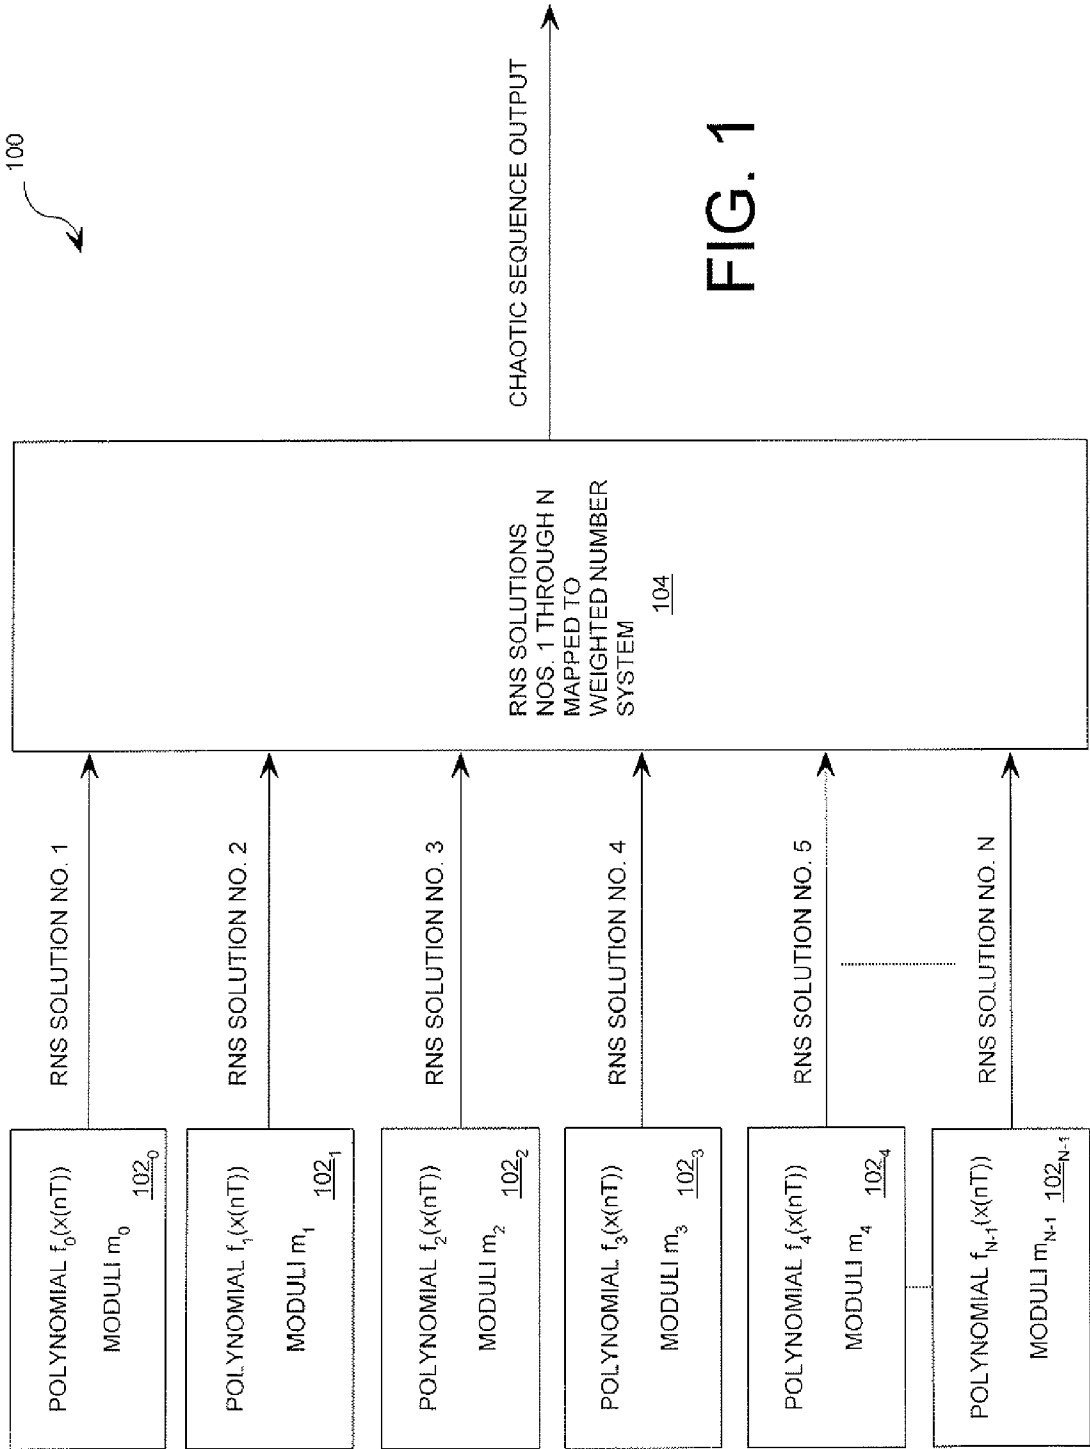 100
POLYNOMIAL f0(x(nT))
MODULI m0
1020
RNS SOLUTION NO. 1
POLYNOMIAL f1(x(nT))
MODULI m1
1021
RNS SOLUTION NO. 2
POLYNOMIAL f2(x(nT))
MODULI m2
1022
RNS SOLUTION NO. 3
POLYNOMIAL f3(x(nT))
MODULI m3
1023
RNS SOLUTION NO. 4
POLYNOMIAL f4(x(nT))
MODULI m4
1024
RNS SOLUTION NO. 5
POLYNOMIAL fN-1(x(nT))
MODULI mN-1
102N-1
RNS SOLUTION NO. N
RNS SOLUTIONS
NOS. 1 THROUGH N
MAPPED TO
WEIGHTED NUMBER
SYSTEM
104
CHAOTIC SEQUENCE OUTPUT
FIG. 1